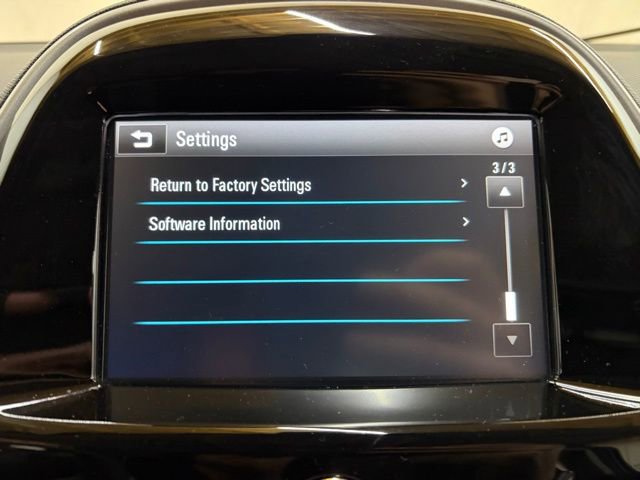 Settings
3/3
Return to Factory Settings >
Software Information >